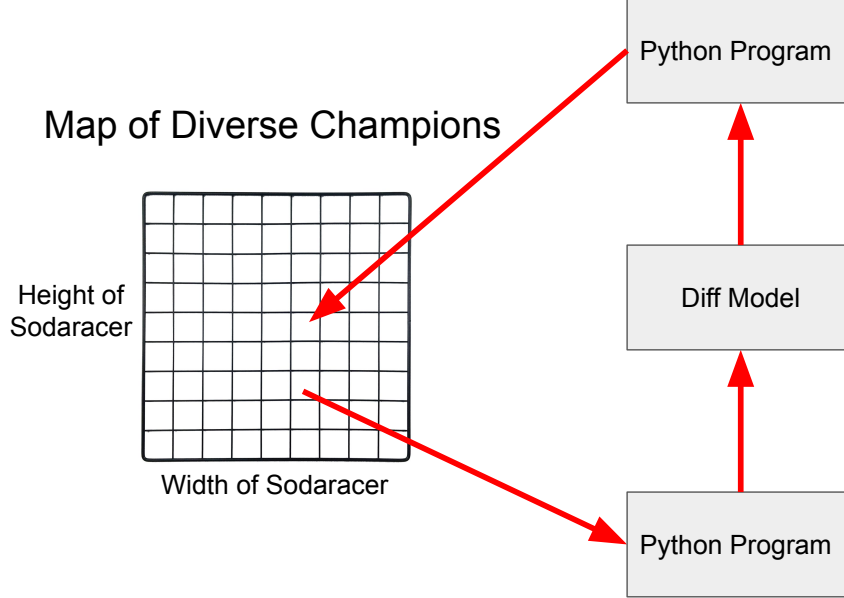 Python Program
Map of Diverse Champions
Height of
Sodaracer
Diff Model
Width of Sodaracer
Python Program